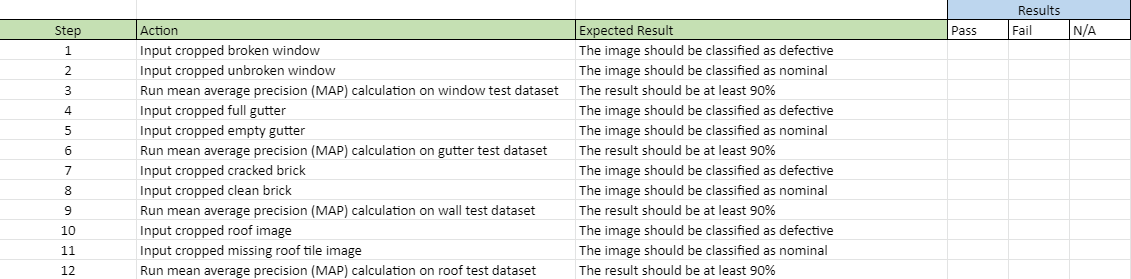 Results
Step Action Expected Result Pass Fail N/A
1 Input cropped broken window The image should be classified as defective
2 Input cropped unbroken window The image should be classified as nominal
3 Run mean average precision (MAP) calculation on window test dataset The result should be at least 90%
4 Input cropped full gutter The image should be classified as defective
5 Input cropped empty gutter The image should be classified as nominal
6 Run mean average precision (MAP) calculation on gutter test dataset The result should be at least 90%
7 Input cropped cracked brick The image should be classified as defective
8 Input cropped clean brick The image should be classified as nominal
9 Run mean average precision (MAP) calculation on wall test dataset The result should be at least 90%
10 Input cropped roof image The image should be classified as defective
11 Input cropped missing roof tile image The image should be classified as nominal
12 Run mean average precision (MAP) calculation on roof test dataset The result should be at least 90%